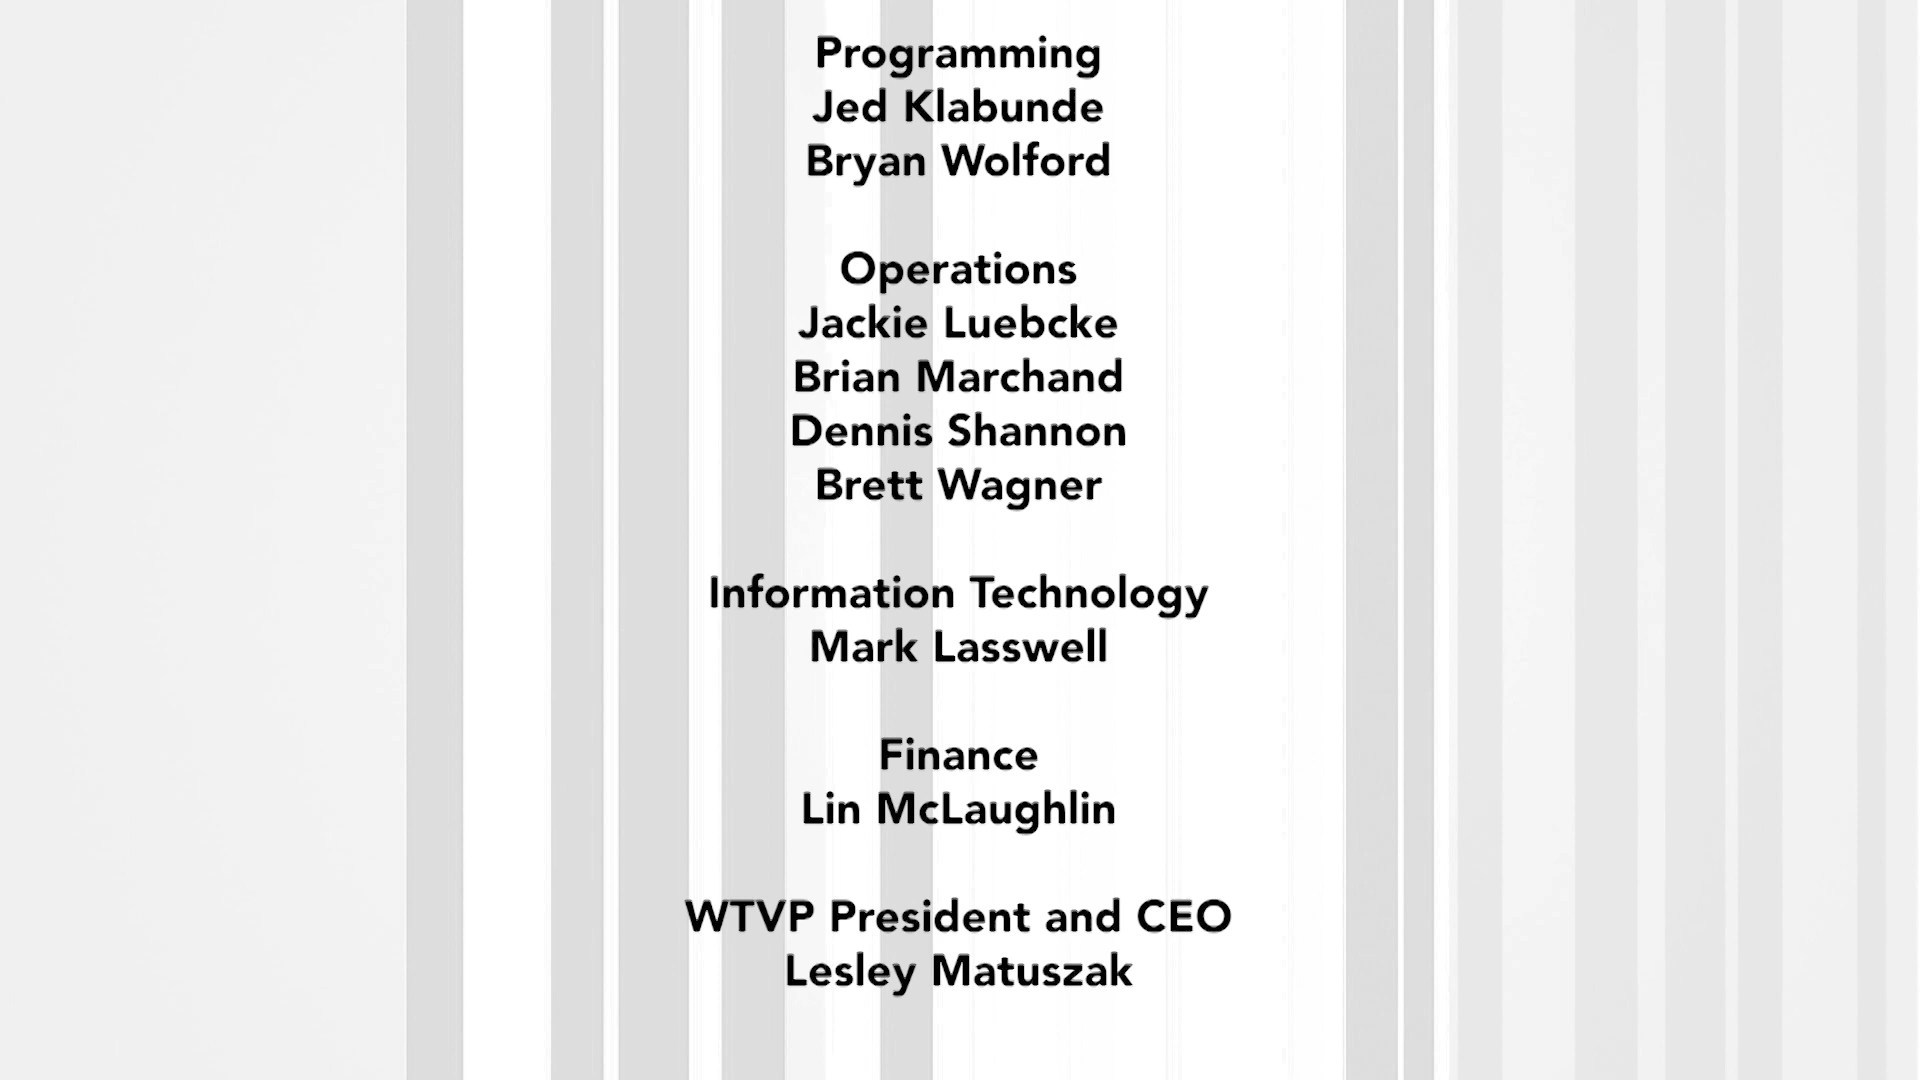 Programming
Jed Klabunde
Bryan Wolford
Operations
Jackie Luebcke
Brian Marchand
Dennis Shannon
Brett Wagner
Information Technology
Mark Lasswell
Finance
Lin McLaughlin
WTVP President and CEO
Lesley Matuszak